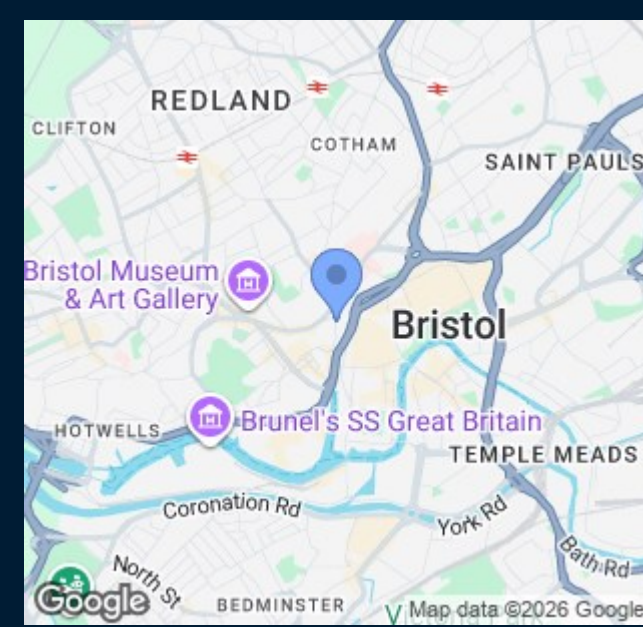 REDLAND
CLIFTON
COTHAM
SAINT PAULS
Bristol Museum
& Art Gallery
Bristol
Brunel's SS Great Britain
HOTWELLS
TEMPLE MEADS
Coronation Rd
York Rd
Bath Rd
North St
Google
BEDMINSTER
Map data ©2026 Google